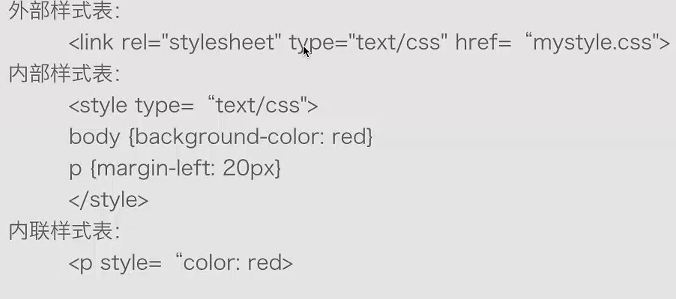 外部样式表：
<link rel="stylesheet" type="text/css" href= “mystyle.css">
内部样式表：
<style type= “text/css">
body {background-color: red}
p {margin-left: 20px}
</style>
内联样式表：
<p style= “color: red>